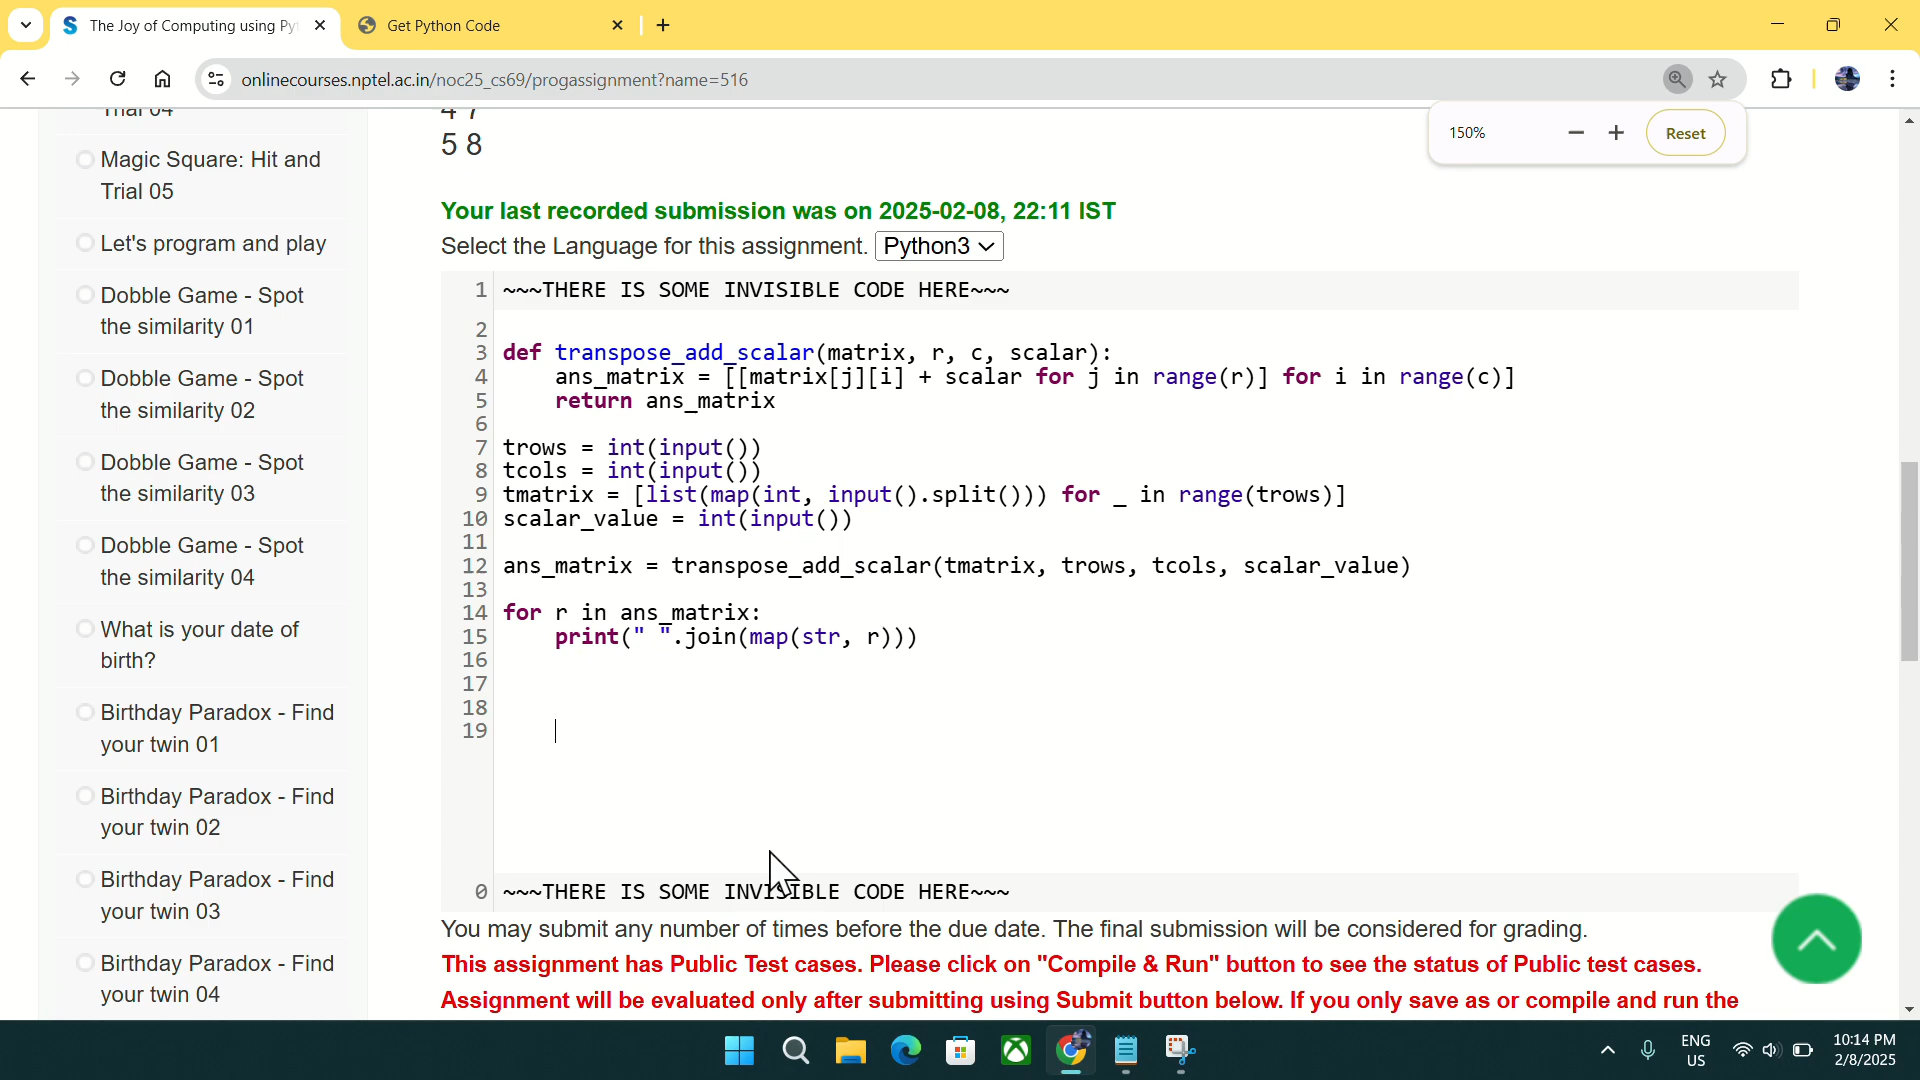 The Joy of Computing using Py
Get Python Code
onlinecourses.nptel.ac.in/noc25_cs69/progassignment?name=516
150%
Reset
Trial 04
Magic Square: Hit and
Trial 05
Let's program and play
Dobble Game - Spot
the similarity 01
Dobble Game - Spot
the similarity 02
Dobble Game - Spot
the similarity 03
Dobble Game - Spot
the similarity 04
What is your date of
birth?
Birthday Paradox - Find
your twin 01
Birthday Paradox - Find
your twin 02
Birthday Paradox - Find
your twin 03
Birthday Paradox - Find
your twin 04
4 7
5 8
Your last recorded submission was on 2025-02-08, 22:11 IST
Select the Language for this assignment. Python3
1 ~~~THERE IS SOME INVISIBLE CODE HERE~~~
2
3 def transpose_add_scalar(matrix, r, c, scalar):
4 ans_matrix = [[matrix[j][i] + scalar for j in range(r)] for i in range(c)]
5 return ans_matrix
6
7 trows = int(input())
8 tcols = int(input())
9 tmatrix = [list(map(int, input().split())) for _ in range(trows)]
10 scalar_value = int(input())
11
12 ans_matrix = transpose_add_scalar(tmatrix, trows, tcols, scalar_value)
13
14 for r in ans_matrix:
15 print(" ".join(map(str, r)))
16
17
18
19
0 ~~~THERE IS SOME INVISIBLE CODE HERE~~~
You may submit any number of times before the due date. The final submission will be considered for grading.
This assignment has Public Test cases. Please click on "Compile & Run" button to see the status of Public test cases.
Assignment will be evaluated only after submitting using Submit button below. If you only save as or compile and run the
ENG
US
10:14 PM
2/8/2025